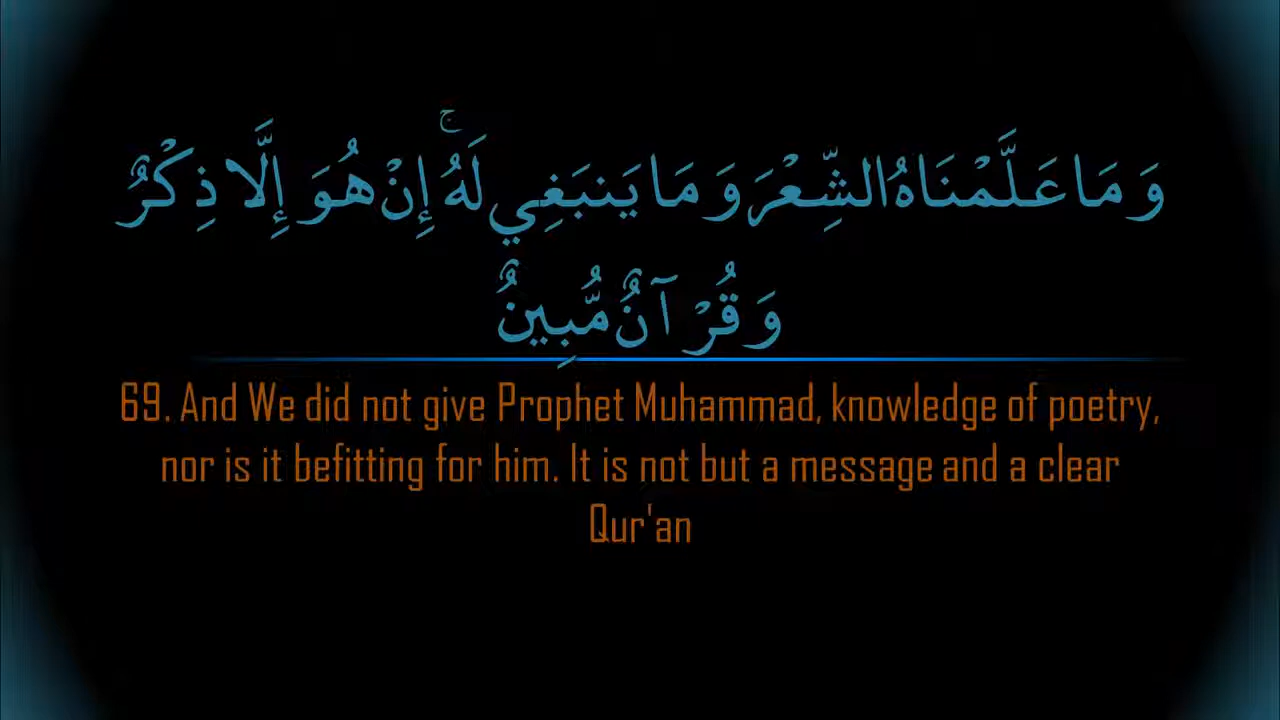 وَمَا عَلَّمْنَاهُ الشِّعْرَ وَمَا يَنبَغِي لَهُ ۚ إِنْ هُوَ إِلَّا ذِكْرٌ
وَقُرْآنٌ مُّبِينٌ
69. And We did not give Prophet Muhammad, knowledge of poetry,
nor is it befitting for him. It is not but a message and a clear
Qur'an